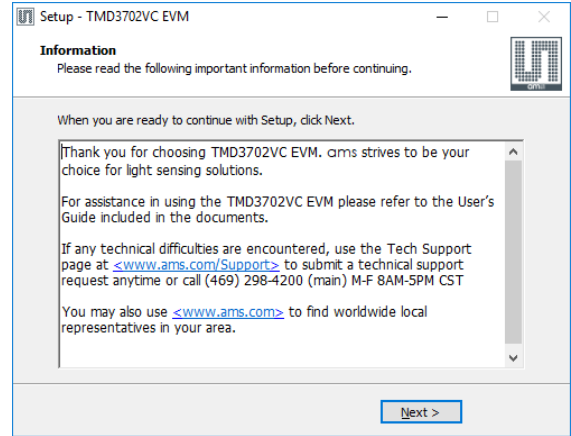 Setup - TMD3702VC EVM
Information
Please read the following important information before continuing.
am
When you are ready to continue with Setup, click Next.
Thank you for choosing TMD3702VC EVM. ams strives to be your
choice for light sensing solutions.
For assistance in using the TMD3702VC EVM please refer to the User's
Guide included in the documents.
If any technical difficulties are encountered, use the Tech Support
page at <www.ams.com/Support> to submit a technical support
request anytime or call (469) 298-4200 (main) M-F 8AM-5PM CST
You may also use <www.ams.com> to find worldwide local
representatives in your area.
Next >